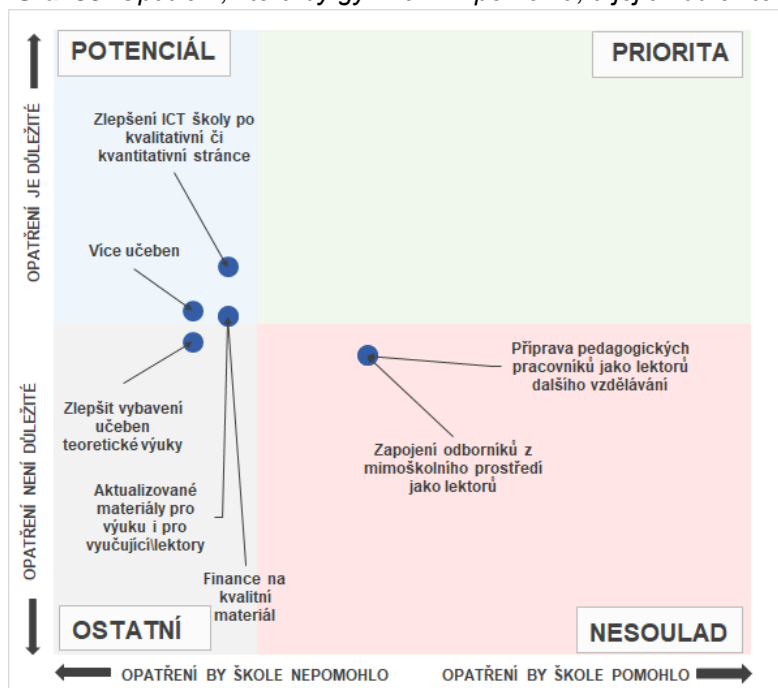 POTENCIÁL
PRIORITA
Zlepšení ICT školy po
kvalitativní či
kvantitativní stránce
Více učeben
OPATŘENÍ JE DŮLEŽITÉ
Příprava pedagogických
pracovníků jako lektorů
dalšího vzdělávání
Zlepšit vybavení
učeben
teoretické výuky
Zapojení odborníků z
mimoškolního prostředí
jako lektorů
Aktualizované
materiály pro
výuku i pro
vyučující\lektory
Finance na
kvalitní
materiál
OPATŘENÍ NENÍ DŮLEŽITÉ
OSTATNÍ
NESOULAD
OPATŘENÍ BY ŠKOLE NEPOMOHLO
OPATŘENÍ BY ŠKOLE POMOHLO